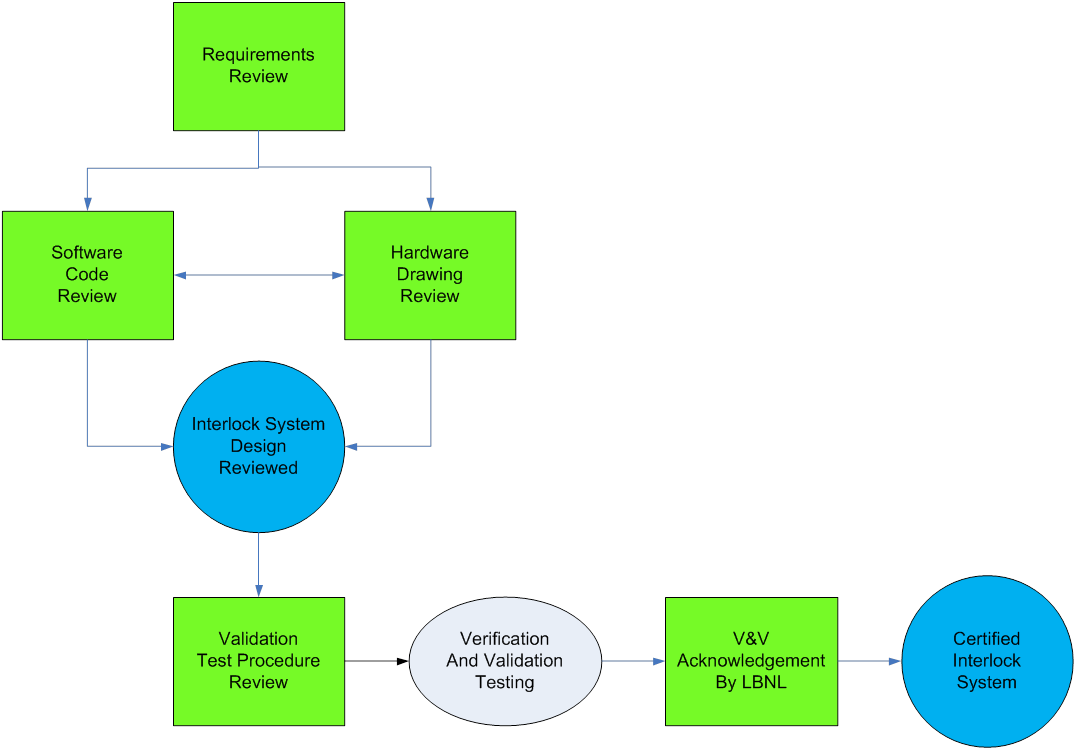 Requirements
Review
Software
Code
Review
Hardware
Drawing
Review
Interlock System
Design
Reviewed
Validation
Test Procedure
Review
Verification
And Validation
Testing
V&V
Acknowledgement
By LBNL
Certified
Interlock
System